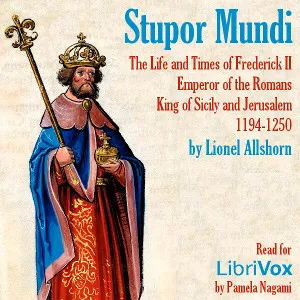 Stupor Mundi
The Life and Times of Frederick II
Emperor of the Romans
King of Sicily and Jerusalem
1194-1250
by Lionel Allshorn
Read for
LibriVox
by Pamela Nagami